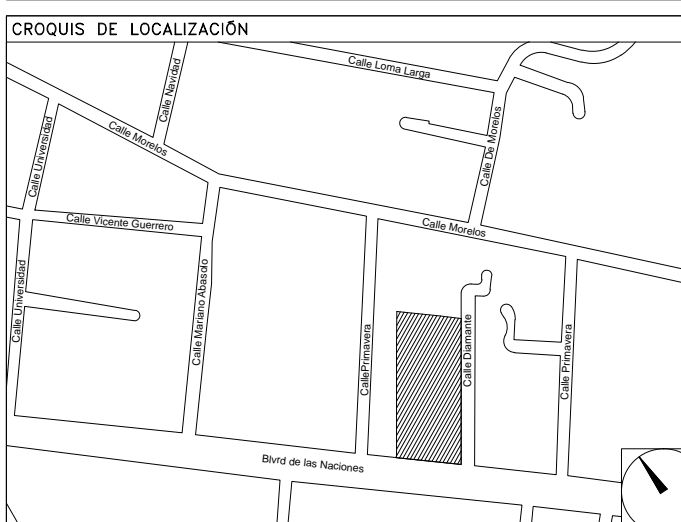 CROQUIS DE LOCALIZACIÓN
Calle Loma Larga
Calle Navidad
Calle Morelos
Calle Universidad
Calle De Morelos
Calle Vicente Guerrero
Calle Morelos
Calle Universidad
Calle Mariano Abasolo
CallePrimavera
Calle Diamante
Calle Primavera
Blvrd de las Naciones